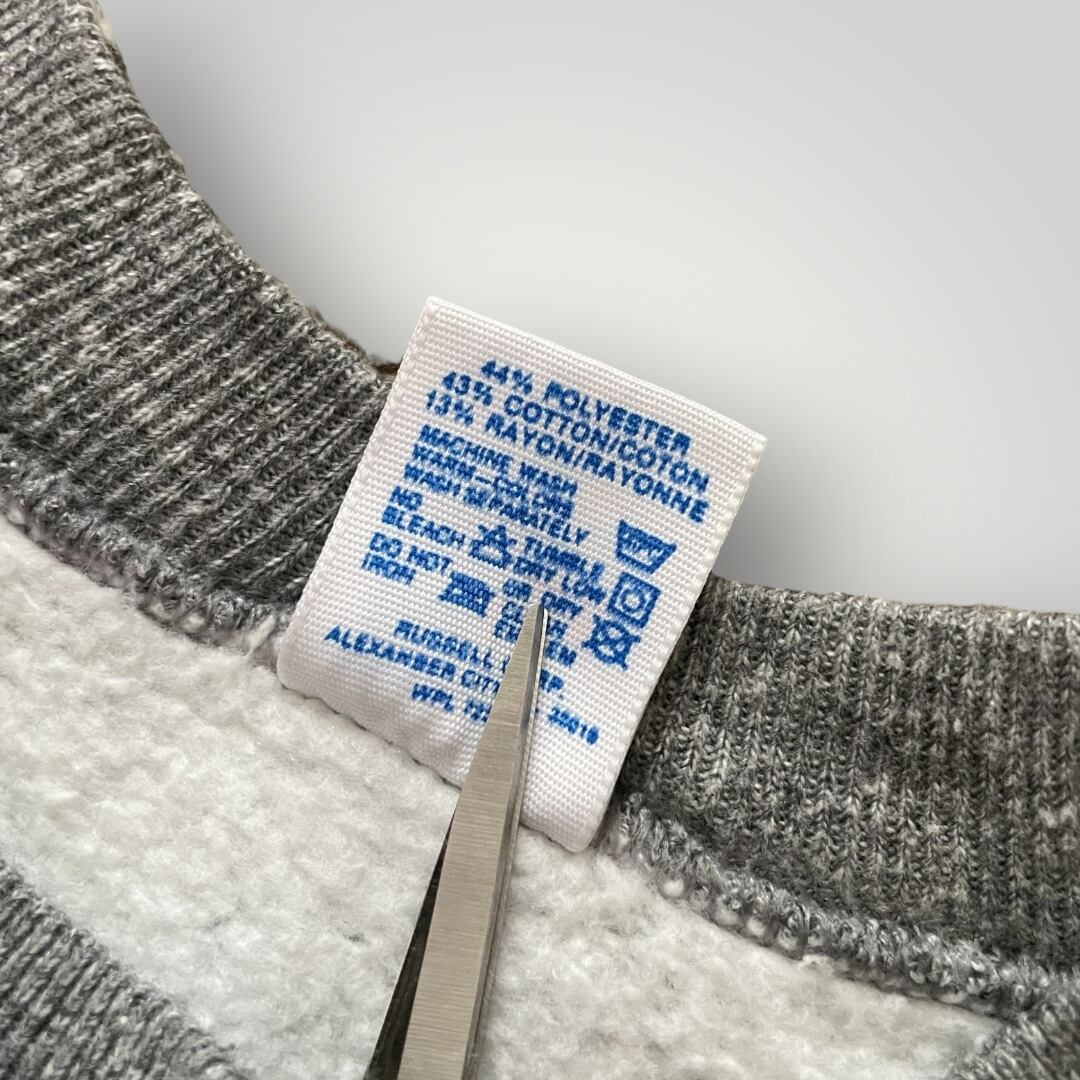 44% POLYESTER
43% COTTON/COTON
13% RAYON/RAYONNE
MACHINE WASH
WARM—COLORS
WASH SEPARATELY
NO
BLEACH TUMBLE
DRY LOW
DO NOT
IRON
DRY
RUSSELL
ALEXANDER CITY
WPL